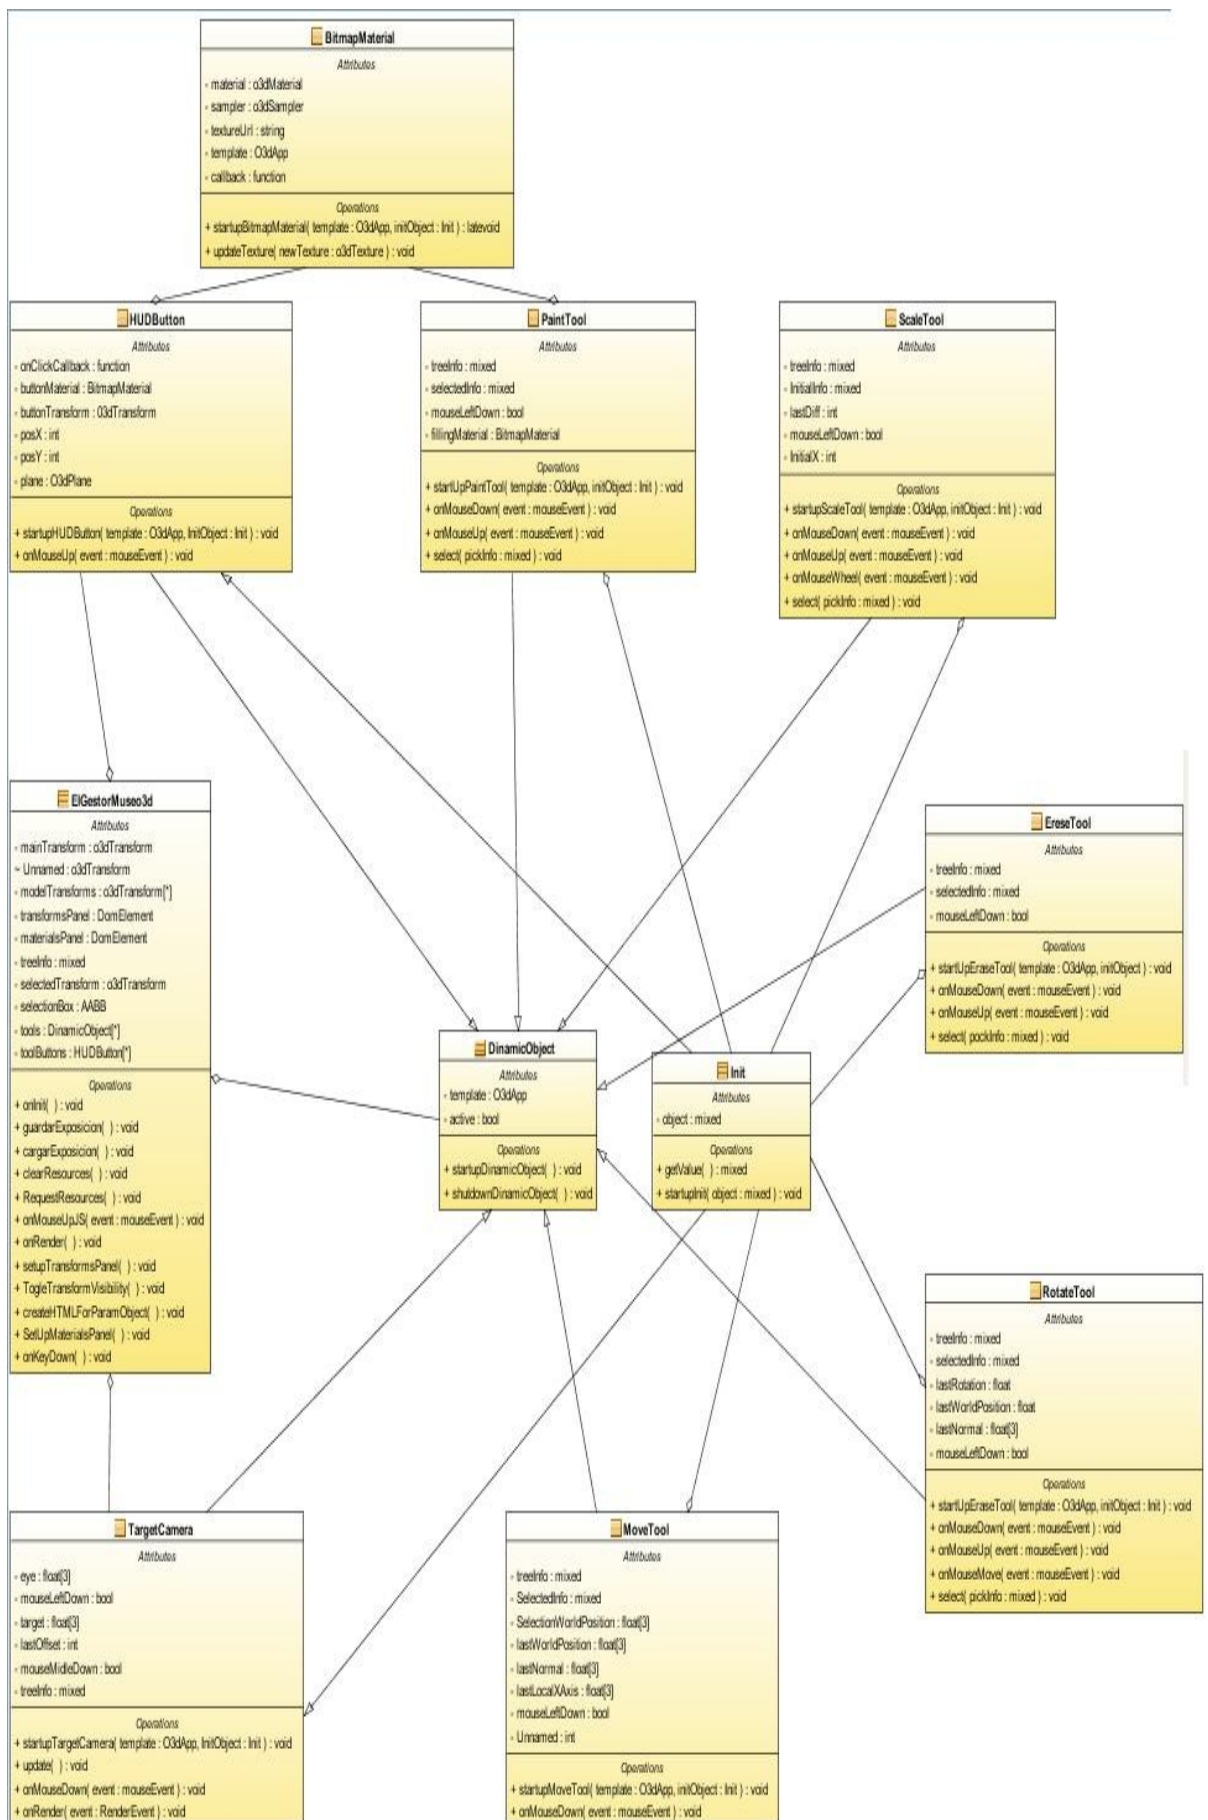 BitmapMaterial
Attributes
- material : o3dMaterial
- sampler : o3dSampler
- textureUrl : string
- template : O3dApp
- callback : function
Operations
+ startupBitmapMaterial( template : O3dApp, initObject : Init ) : latevoid
+ updateTexture( newTexture : o3dTexture ) : void
HUDButton
Attributes
- onClickCallback : function
- buttonMaterial : BitmapMaterial
- buttonTransform : 03dTransform
- posX : int
- posY : int
- plane : O3dPlane
Operations
+ startupHUDButton( template : O3dApp, InitObject : Init ) : void
+ onMouseUp( event : mouseEvent ) : void
PaintTool
Attributes
- treeInfo : mixed
- selectedInfo : mixed
- mouseLeftDown : bool
- fillingMaterial : BitmapMaterial
Operations
+ startUpPaintTool( template : O3dApp, initObject : Init ) : void
+ onMouseDown( event : mouseEvent ) : void
+ onMouseUp( event : mouseEvent ) : void
+ select( pickInfo : mixed ) : void
ScaleTool
Attributes
- treeInfo : mixed
- InitialInfo : mixed
- lastDiff : int
- mouseLeftDown : bool
- InitialX : int
Operations
+ startupScaleTool( template : O3dApp, initObject : Init ) : void
+ onMouseDown( event : mouseEvent ) : void
+ onMouseUp( event : mouseEvent ) : void
+ onMouseWheel( event : mouseEvent ) : void
+ select( pickInfo : mixed ) : void
ElGestorMuseo3d
Attributes
- mainTransform : o3dTransform
~ Unnamed : o3dTransform
- modelTransforms : o3dTransform[*]
- transformsPanel : DomElement
- materialsPanel : DomElement
- treeInfo : mixed
- selectedTransform : o3dTransform
- selectionBox : AABB
- tools : DinamicObject[*]
- toolButtons : HUDButton[*]
Operations
+ onInit( ) : void
+ guardarExposicion( ) : void
+ cargarExposicion( ) : void
+ clearResources( ) : void
+ RequestResources( ) : void
+ onMouseUpJS( event : mouseEvent ) : void
+ onRender( ) : void
+ setupTransformsPanel( ) : void
+ TogleTransformVisibility( ) : void
+ createHTMLForParamObject( ) : void
+ SetUpMaterialsPanel( ) : void
+ onKeyDown( ) : void
EreseTool
Attributes
- treeInfo : mixed
- selectedInfo : mixed
- mouseLeftDown : bool
Operations
+ startUpEraseTool( template : O3dApp, initObject ) : void
+ onMouseDown( event : mouseEvent ) : void
+ onMouseUp( event : mouseEvent ) : void
+ select( pockInfo : mixed ) : void
DinamicObject
Attributes
- template : O3dApp
- active : bool
Operations
+ startupDinamicObject( ) : void
+ shutdownDinamicObject( ) : void
Init
Attributes
- object : mixed
Operations
+ getValue( ) : mixed
+ startupInit( object : mixed ) : void
RotateTool
Attributes
- treeInfo : mixed
- selectedInfo : mixed
- lastRotation : float
- lastWorldPosition : float
- lastNormal : float[3]
- mouseLeftDown : bool
Operations
+ startUpEraseTool( template : O3dApp, initObject : Init ) : void
+ onMouseDown( event : mouseEvent ) : void
+ onMouseUp( event : mouseEvent ) : void
+ onMouseMove( event : mouseEvent ) : void
+ select( pickInfo : mixed ) : void
TargetCamera
Attributes
- eye : float[3]
- mouseLeftDown : bool
- target : float[3]
- lastOffset : int
- mouseMidleDown : bool
- treeInfo : mixed
Operations
+ startupTargetCamera( template : O3dApp, InitObject : Init ) : void
+ update( ) : void
+ onMouseDown( event : mouseEvent ) : void
+ onRender( event : RenderEvent ) : void
MoveTool
Attributes
- treeInfo : mixed
- SelectedInfo : mixed
- SelectionWorldPosition : float[3]
- lastWorldPosition : float[3]
- lastNormal : float[3]
- lastLocalXAxis : float[3]
- mouseLeftDown : bool
- Unnamed : int
Operations
+ startupMoveTool( template : O3dApp, initObject : Init ) : void
+ onMouseDown( event : mouseEvent ) : void